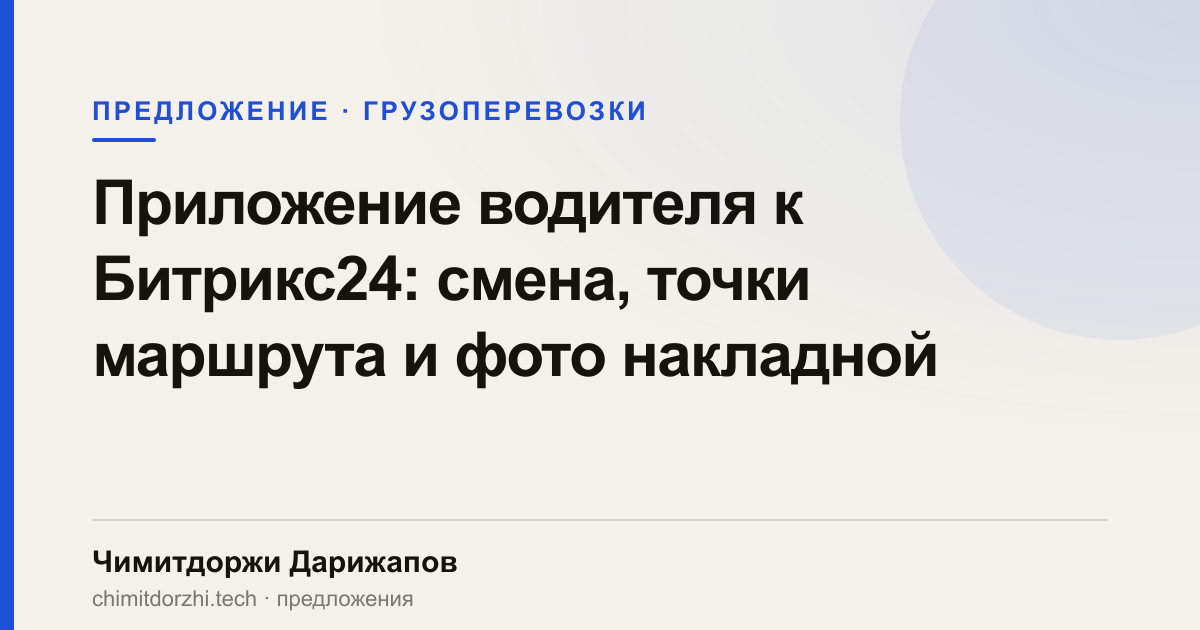 ПРЕДЛОЖЕНИЕ · ГРУЗОПЕРЕВОЗКИ
Приложение водителя к
Битрикс24: смена, точки
маршрута и фото накладной
Чимитдоржи Дарижапов
chimitdorzhi.tech · предложения